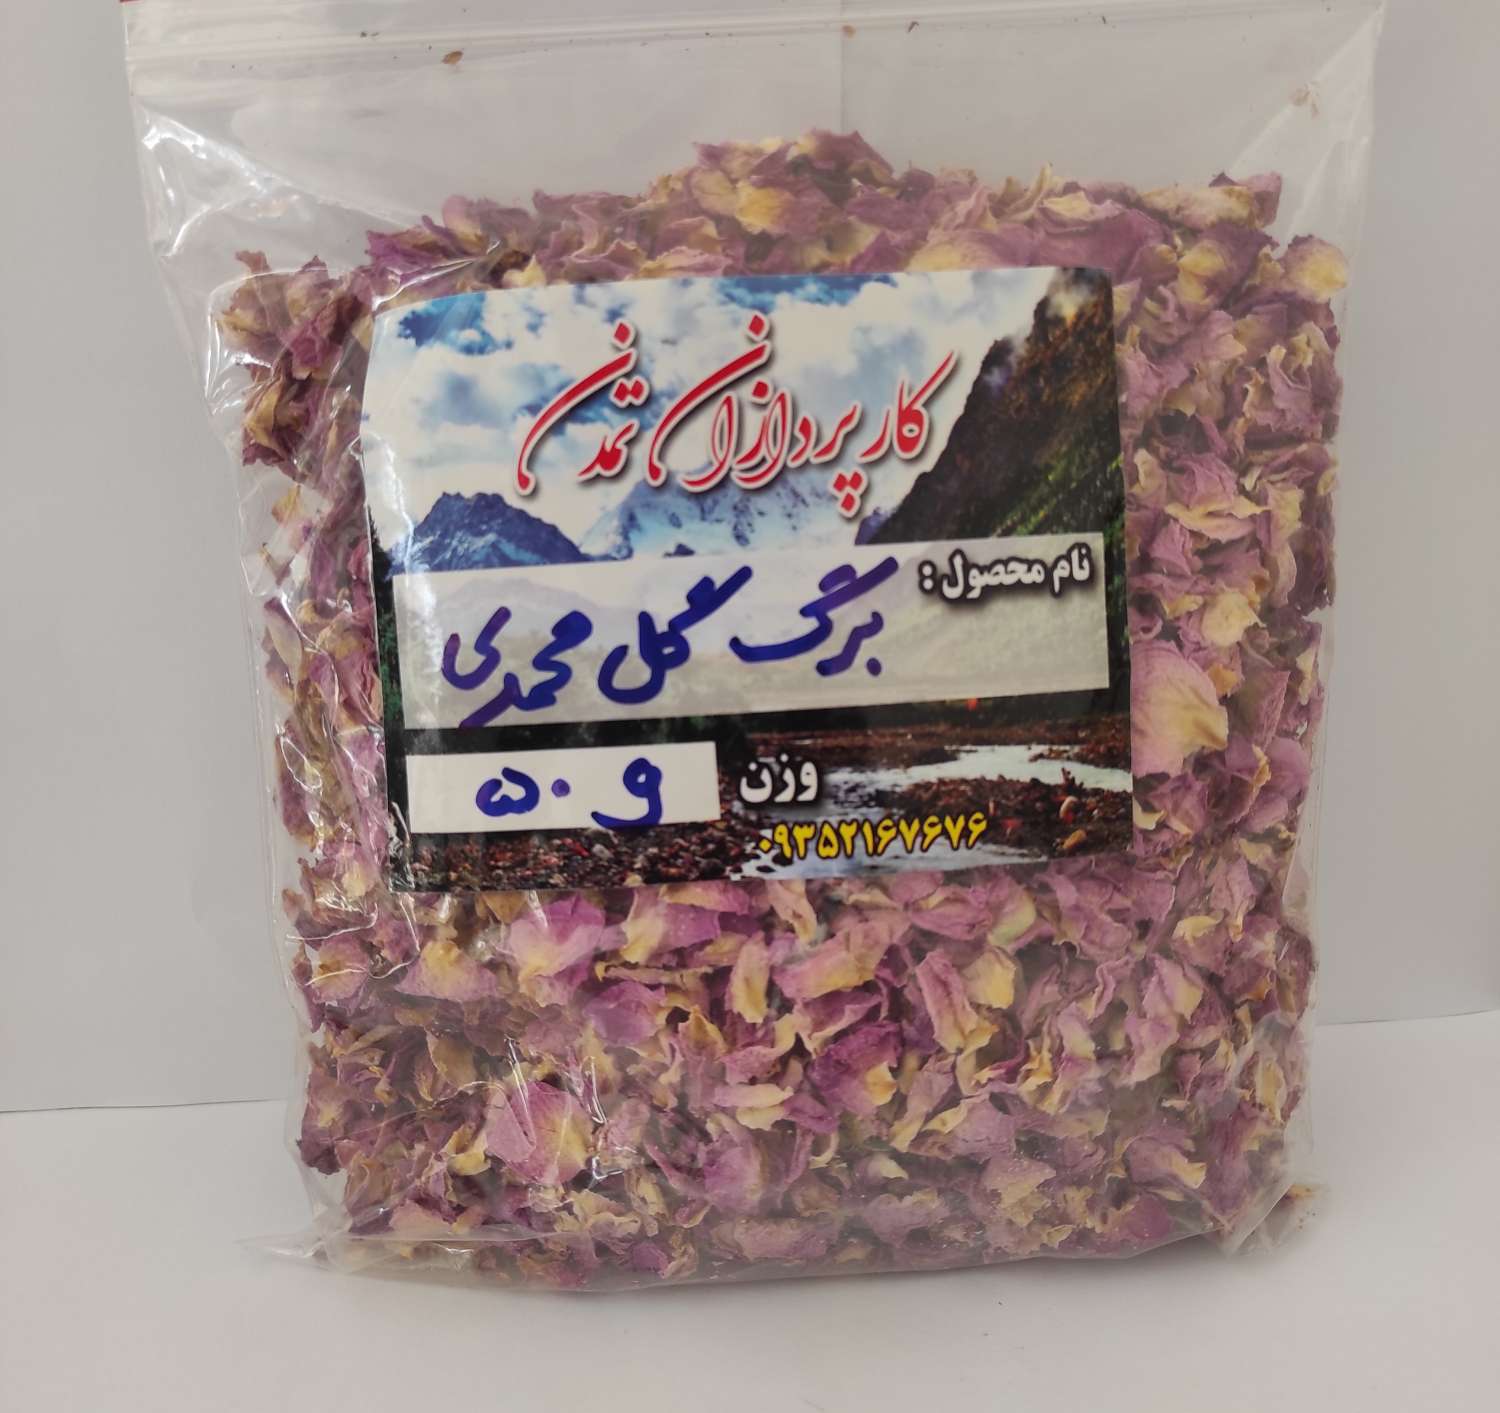 کارپردازان تمدن
نام محصول :
برگ گل محمدی
وزن
و ۵۰
۰۹۳۵۲۱۶۷۶۷۶